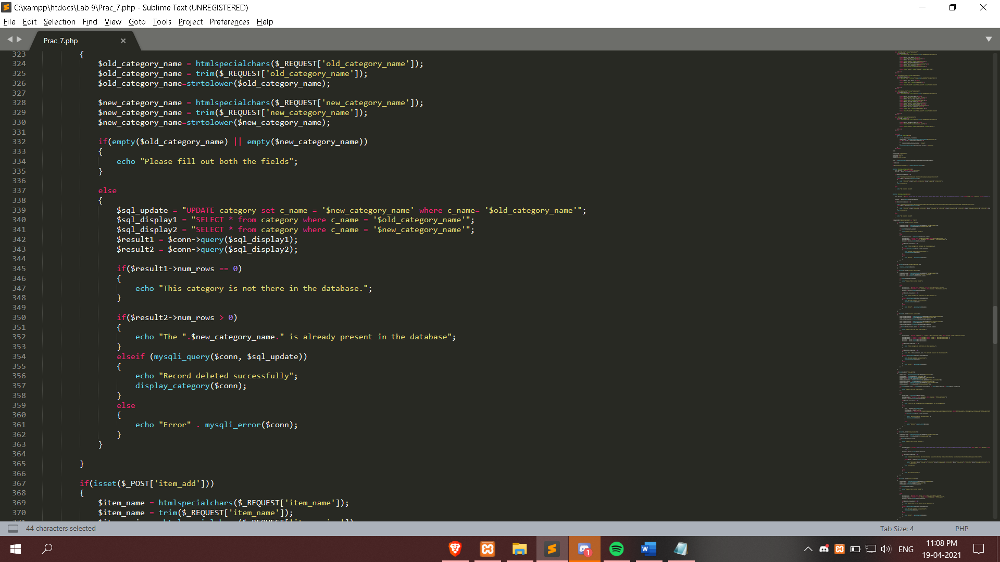 C:\xampp\htdocs\Lab 9\Prac_7.php - Sublime Text (UNREGISTERED)
File Edit Selection Find View Goto Tools Project Preferences Help
Prac_7.php
323 {
324 $old_category_name = htmlspecialchars($_REQUEST['old_category_name']);
325 $old_category_name = trim($_REQUEST['old_category_name']);
326 $old_category_name=strtolower($old_category_name);
327
328 $new_category_name = htmlspecialchars($_REQUEST['new_category_name']);
329 $new_category_name = trim($_REQUEST['new_category_name']);
330 $new_category_name=strtolower($new_category_name);
331
332 if(empty($old_category_name) || empty($new_category_name))
333 {
334 echo "Please fill out both the fields";
335 }
336
337 else
338 {
339 $sql_update = "UPDATE category set c_name = '$new_category_name' where c_name= '$old_category_name'";
340 $sql_display1 = "SELECT * from category where c_name = '$old_category_name'";
341 $sql_display2 = "SELECT * from category where c_name = '$new_category_name'";
342 $result1 = $conn->query($sql_display1);
343 $result2 = $conn->query($sql_display2);
344
345 if($result1->num_rows == 0)
346 {
347 echo "This category is not there in the database.";
348 }
349
350 if($result2->num_rows > 0)
351 {
352 echo "The ".$new_category_name." is already present in the database";
353 }
354 elseif (mysqli_query($conn, $sql_update))
355 {
356 echo "Record deleted successfully";
357 display_category($conn);
358 }
359 else
360 {
361 echo "Error" . mysqli_error($conn);
362 }
363 }
364
365 }
366
367 if(isset($_POST['item_add']))
368 {
369 $item_name = htmlspecialchars($_REQUEST['item_name']);
370 $item_name = trim($_REQUEST['item_name']);
44 characters selected
Tab Size: 4 PHP
1
ENG
11:08 PM
19-04-2021